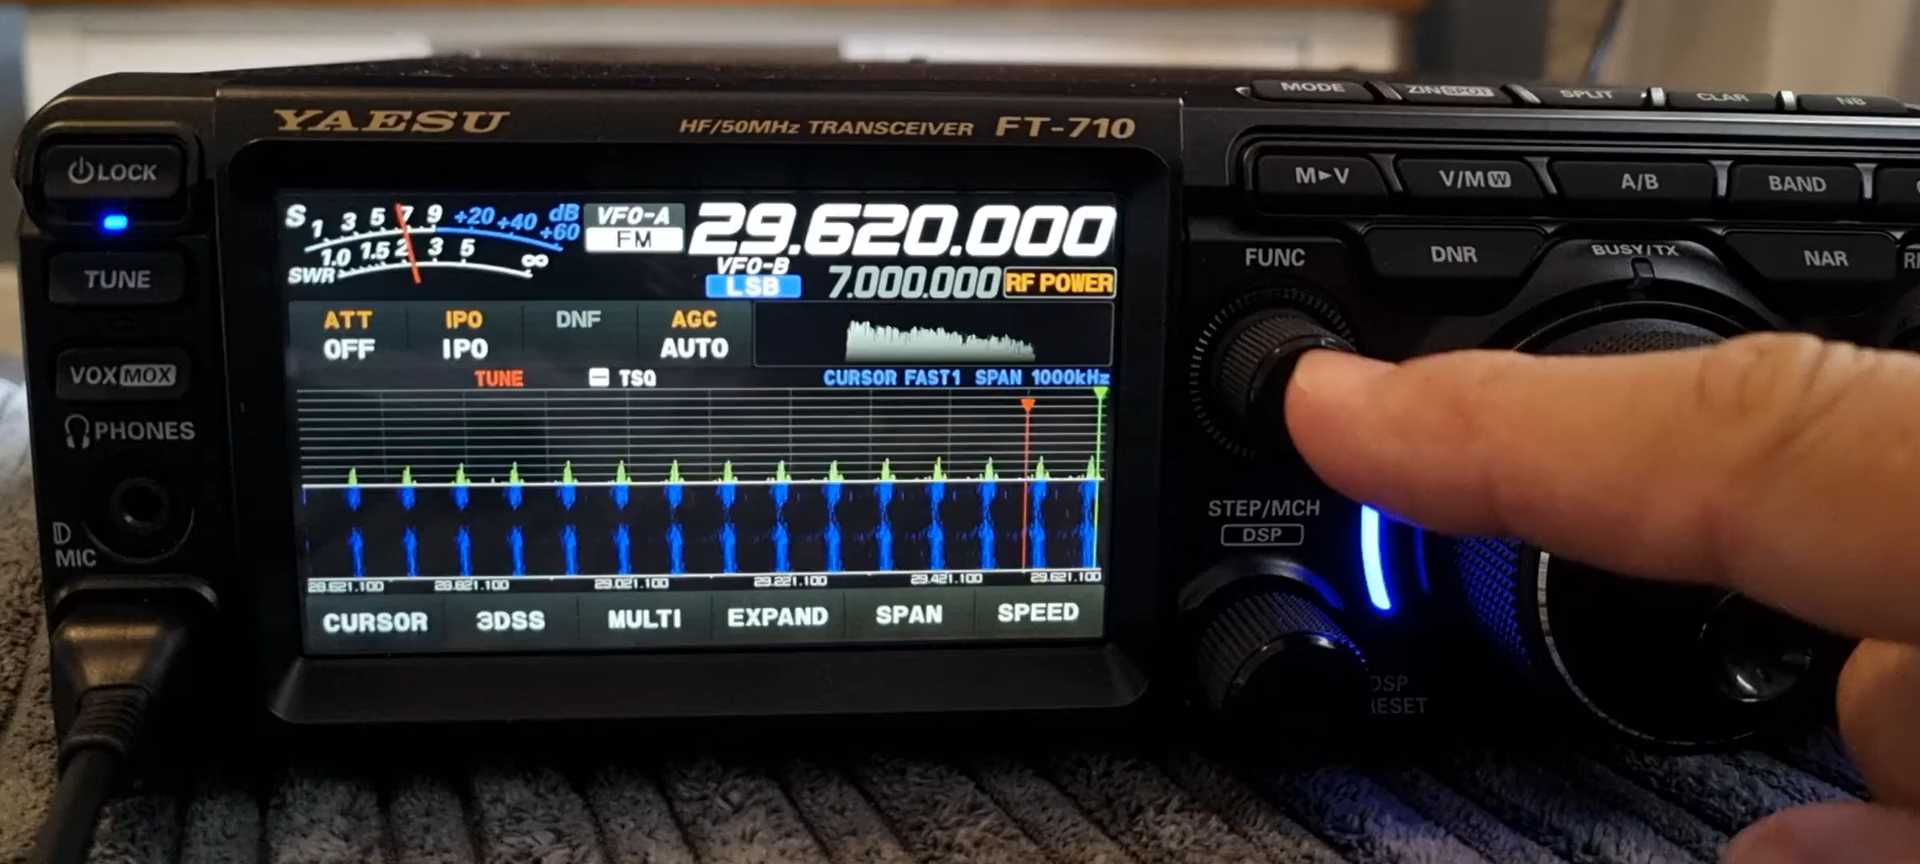 MODE ZIN SPOT SPLIT CLAR NB
YAESU HF/50MHz TRANSCEIVER FT-710
LOCK
M►V V/M W A/B BAND
S 1 3 5 7 9 +20 +40 +60 dB
VFO-A 29.620.000
FM
1.0 1.5 2 3 5 ∞
SWR
VFO-B
LSB 7.000.000 RF POWER
FUNC DNR BUSY/TX NAR
TUNE
ATT IPO DNF AGC
OFF IPO AUTO
TUNE TSQ CURSOR FAST1 SPAN 1000kHz
VOX MOX
PHONES
STEP/MCH
DSP
MIC
28.621.100 28.821.100 29.021.100 29.221.100 29.421.100 29.621.100
CURSOR 3DSS MULTI EXPAND SPAN SPEED